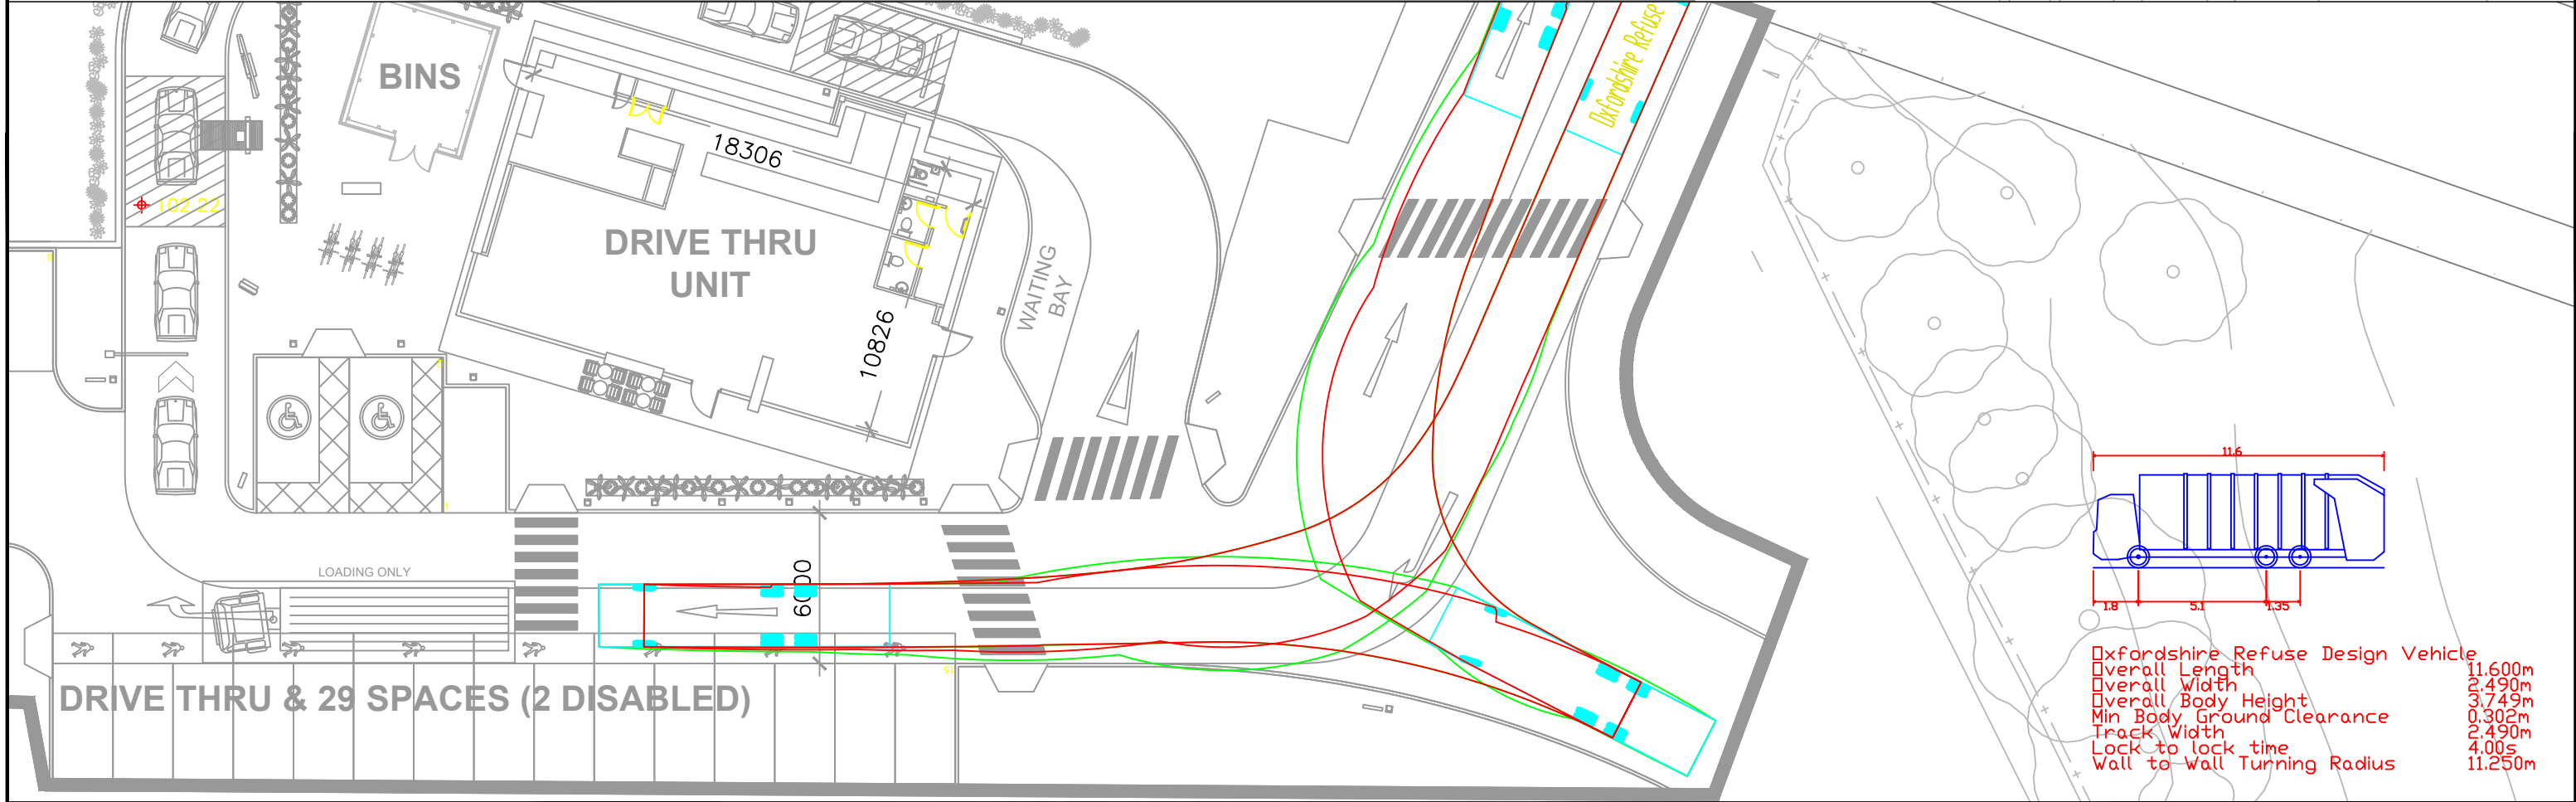 BINS
Oxfordshire Refuse
18306
102.22
DRIVE THRU
UNIT
WAITING
BAY
10826
11.6
LOADING ONLY
6000
1.8
5.1
1.35
DRIVE THRU & 29 SPACES (2 DISABLED)
Oxfordshire Refuse Design Vehicle
Overall Length 11.600m
Overall Width 2.490m
Overall Body Height 3.749m
Min Body Ground Clearance 0.302m
Track Width 2.490m
Lock to lock time 4.00s
Wall to Wall Turning Radius 11.250m